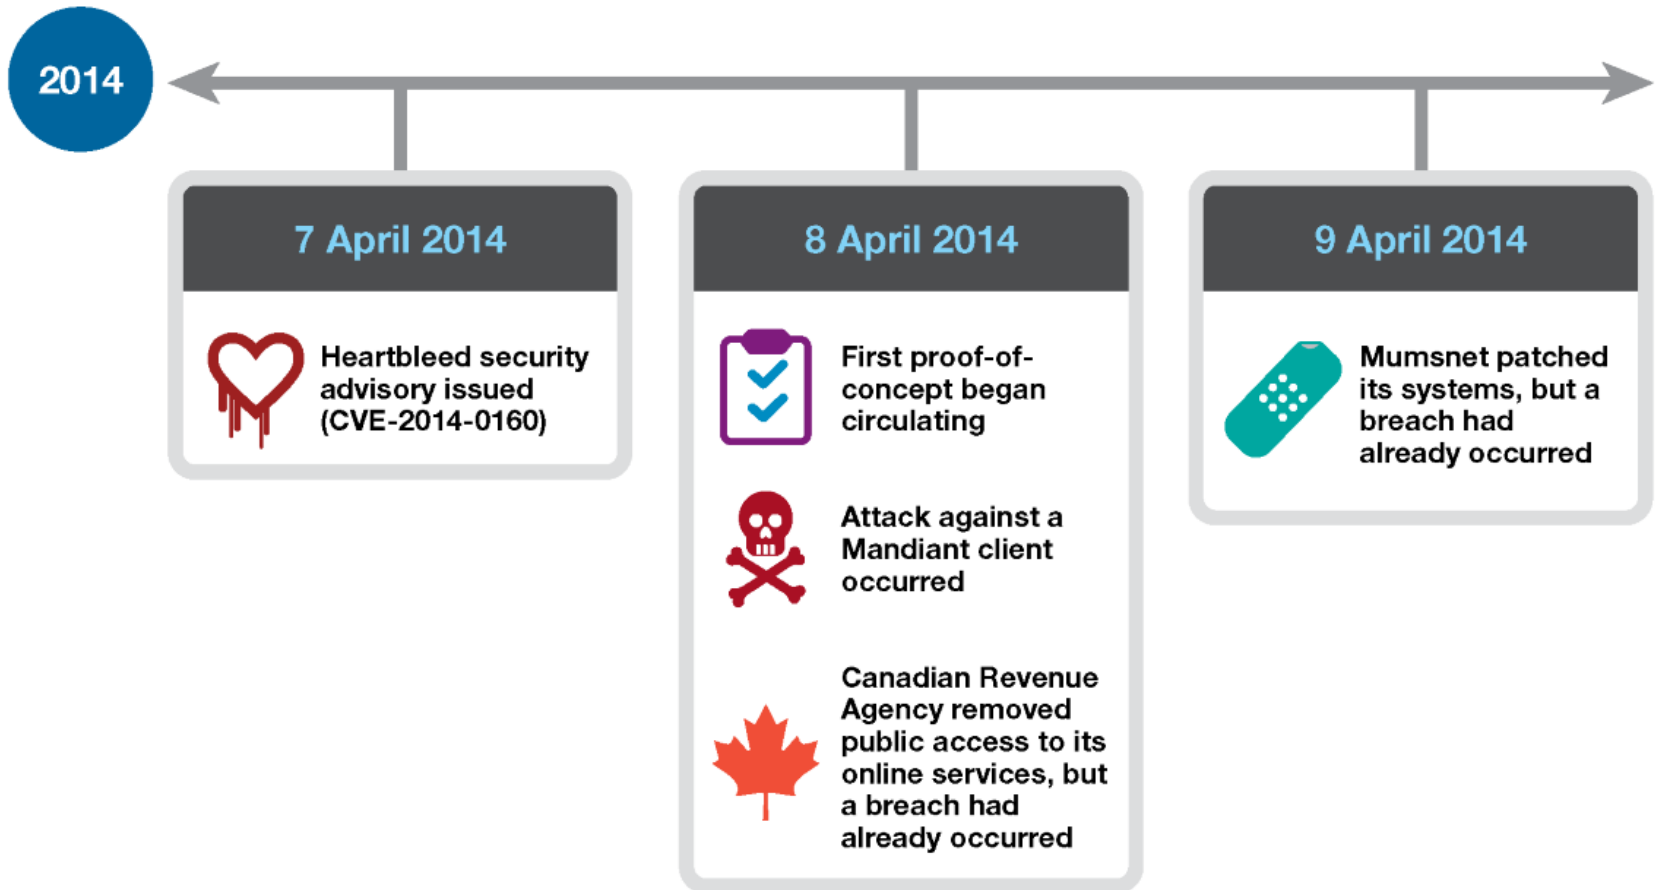 2014
7 April 2014
Heartbleed security
advisory issued
(CVE-2014-0160)
8 April 2014
First proof-of-
concept began
circulating
Attack against a
Mandiant client
occurred
Canadian Revenue
Agency removed
public access to its
online services, but
a breach had
already occurred
9 April 2014
Mumsnet patched
its systems, but a
breach had
already occurred